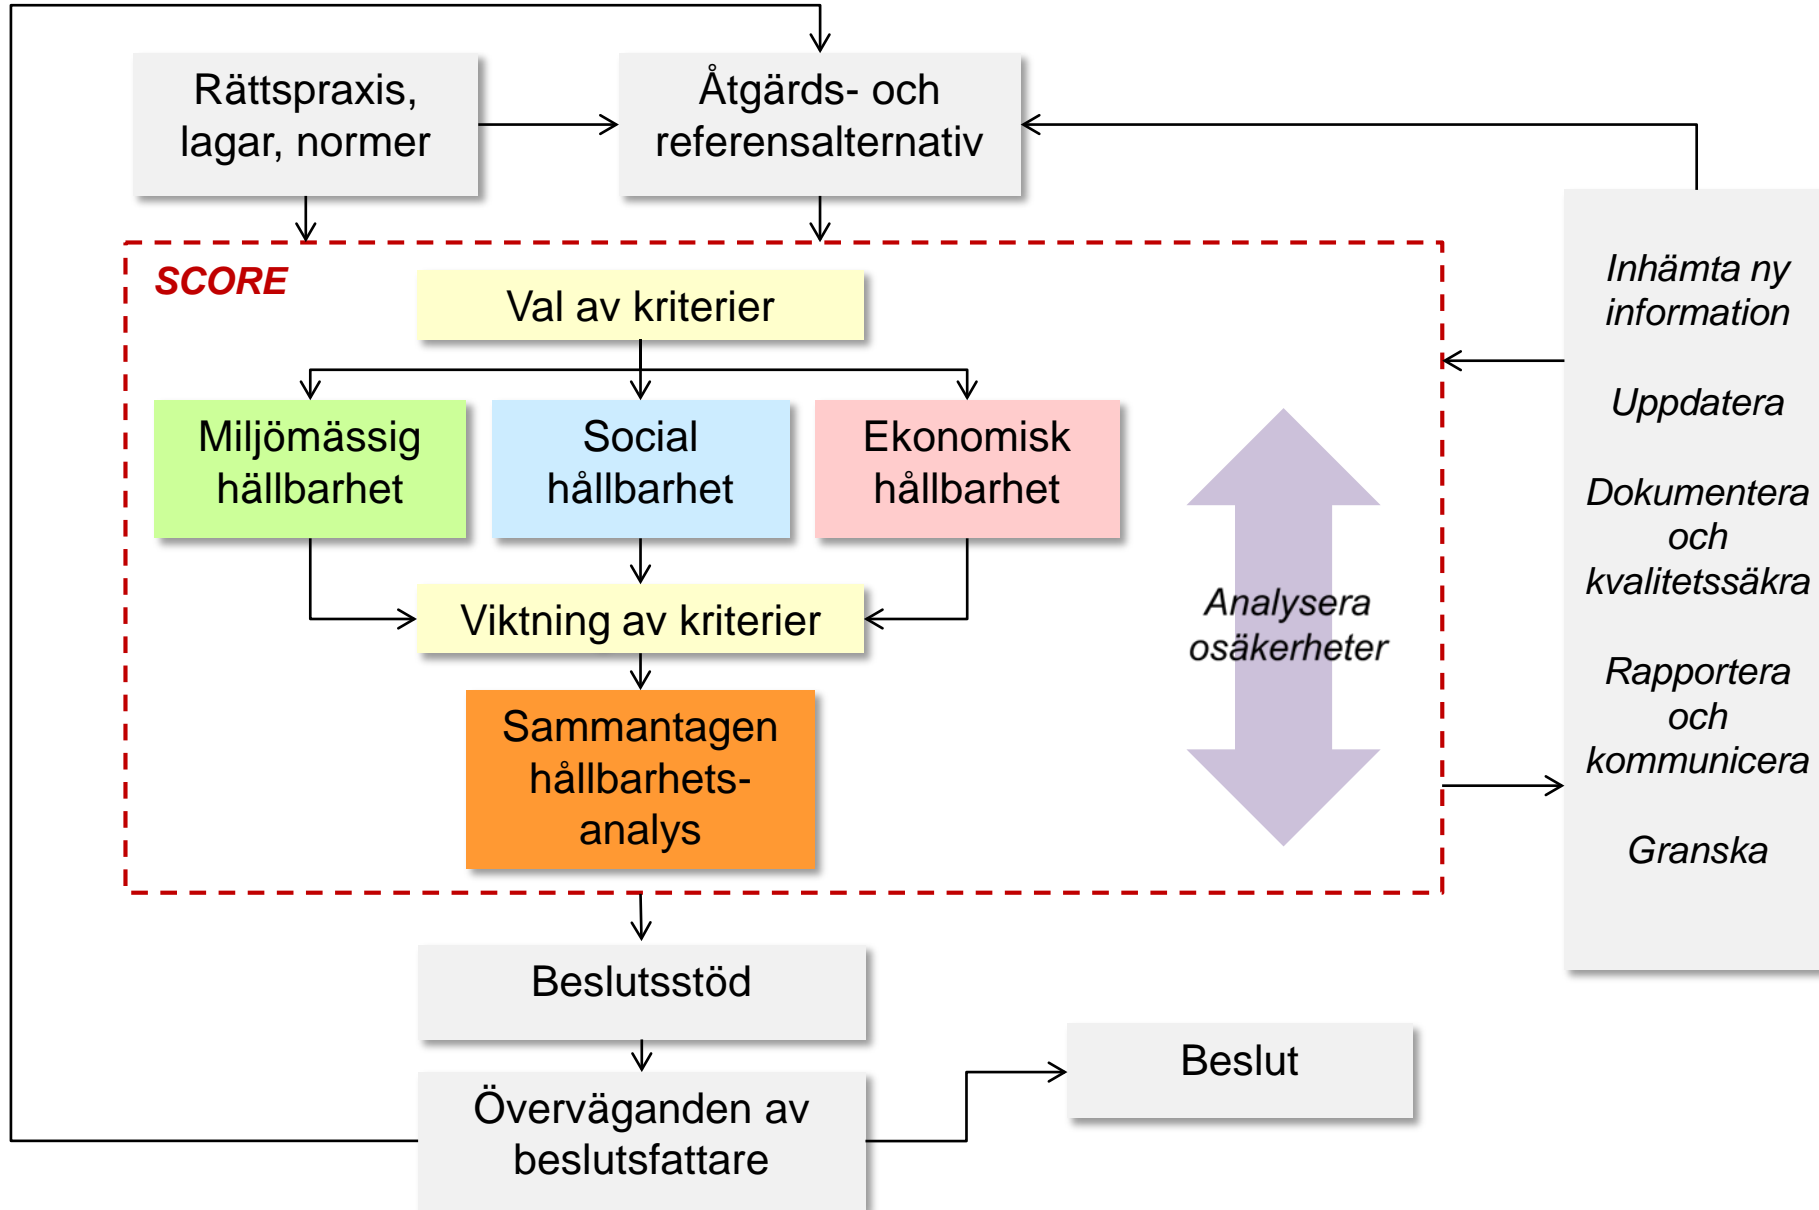 Rättspraxis,
lagar, normer
Åtgärds- och
referensalternativ
SCORE
Val av kriterier
Miljömässig
hällbarhet
Social
hållbarhet
Ekonomisk
hållbarhet
Viktning av kriterier
Sammantagen
hållbarhets-
analys
Analysera
osäkerheter
Inhämta ny
information
Uppdatera
Dokumentera
och
kvalitetssäkra
Rapportera
och
kommunicera
Granska
Beslutsstöd
Överväganden av
beslutsfattare
Beslut